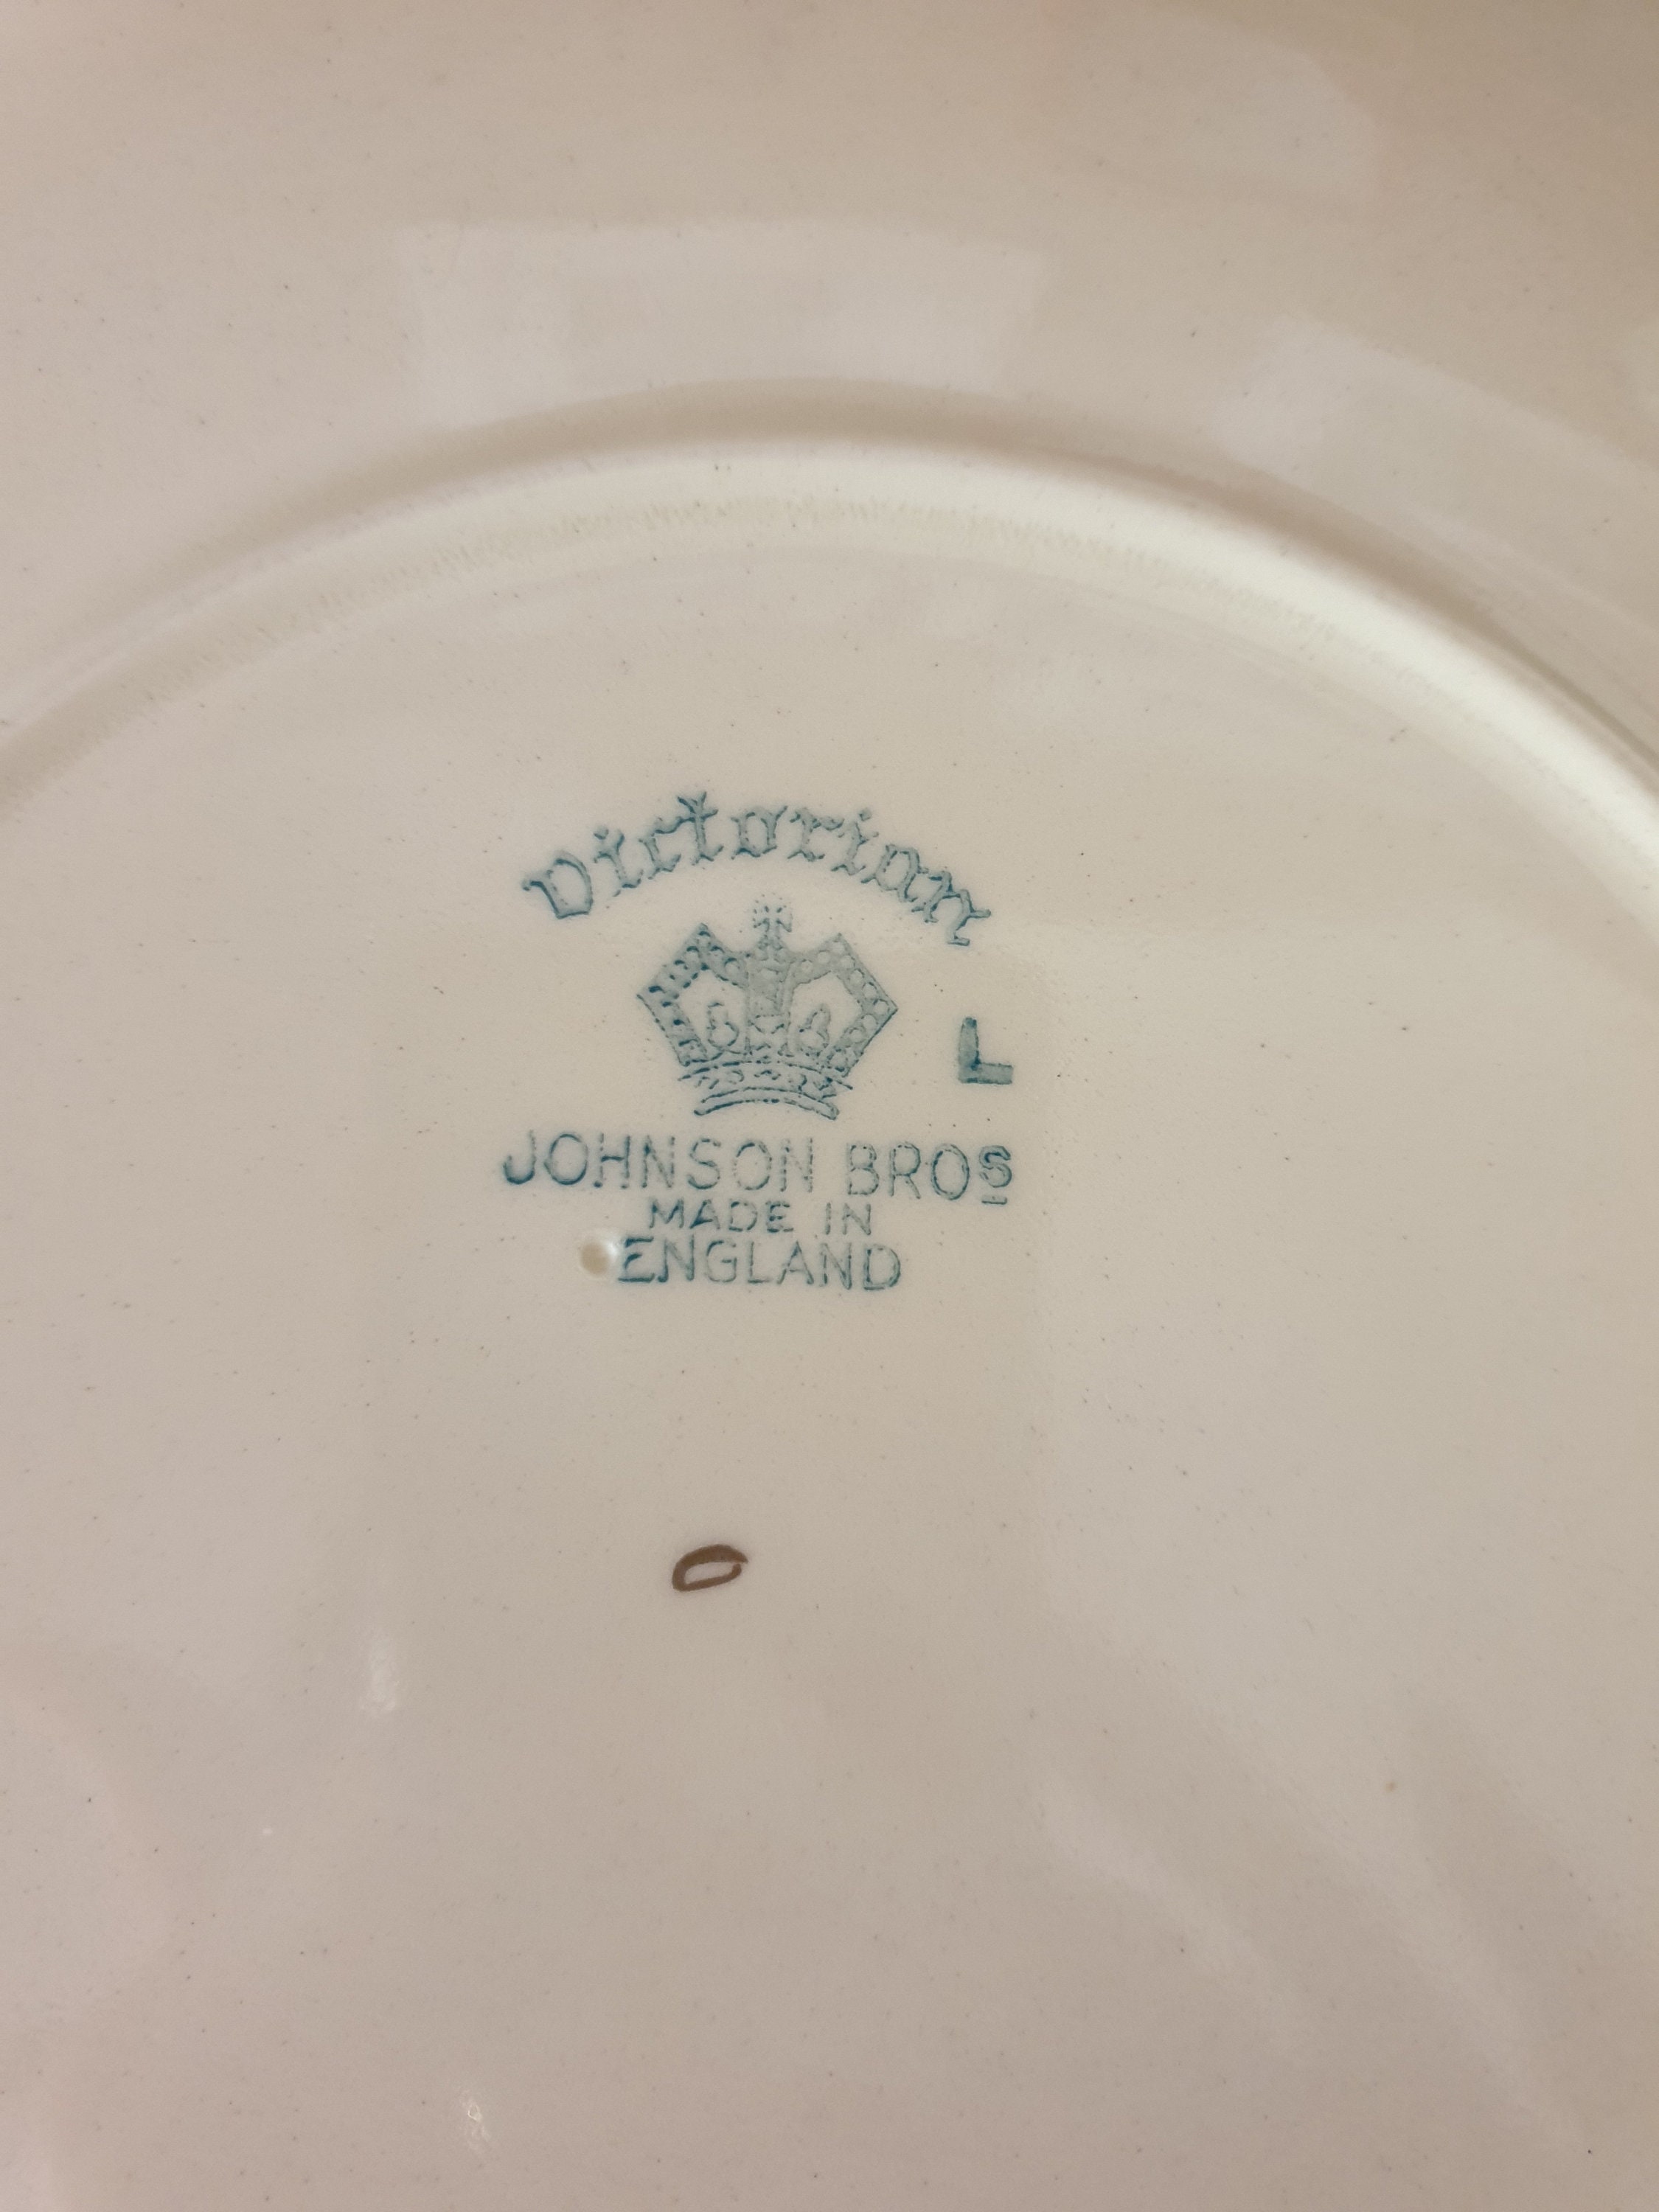 Victorian
L
JOHNSON BROS
MADE IN
ENGLAND